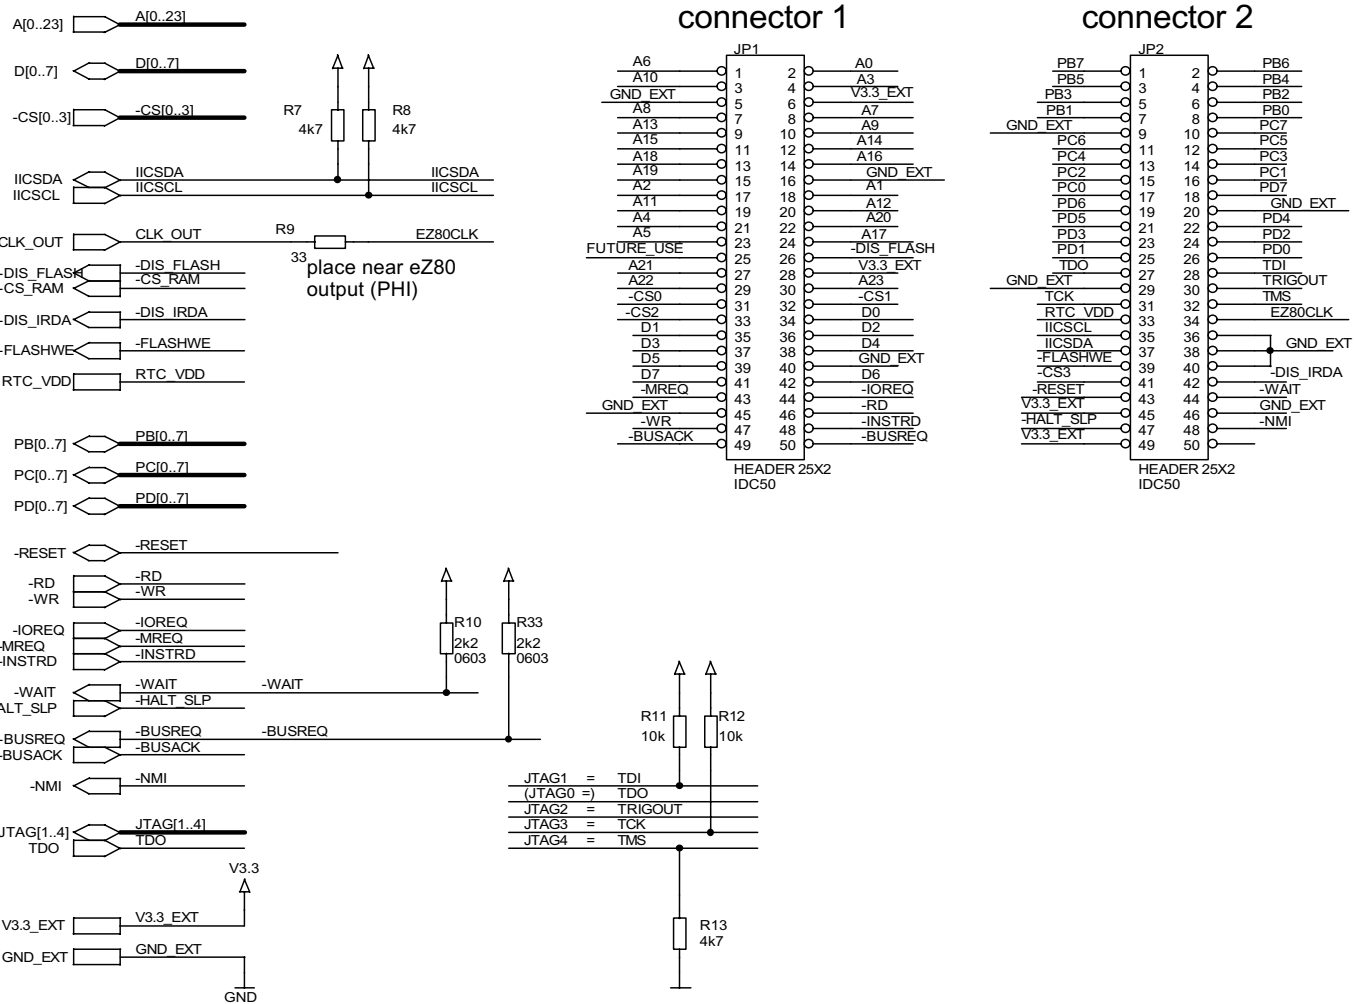 connector 1
connector 2
A[0..23] A[0..23]
D[0..7] D[0..7]
-CS[0..3] -CS[0..3]
R7
4k7
R8
4k7
IICSDA IICSDA IICSDA
IICSCL IICSCL IICSCL
CLK_OUT CLK_OUT R9 EZ80CLK
33
place near eZ80
output (PHI)
-DIS_FLASH -DIS_FLASH
-CS_RAM -CS_RAM
-DIS_IRDA -DIS_IRDA
-FLASHWE -FLASHWE
RTC_VDD RTC_VDD
PB[0..7] PB[0..7]
PC[0..7] PC[0..7]
PD[0..7] PD[0..7]
-RESET -RESET
-RD -RD
-WR -WR
-IOREQ -IOREQ
-MREQ -MREQ
-INSTRD -INSTRD
-WAIT -WAIT -WAIT
ALT_SLP -HALT_SLP
-BUSREQ -BUSREQ -BUSREQ
-BUSACK -BUSACK
-NMI -NMI
JTAG[1..4] JTAG[1..4]
TDO TDO
V3.3
V3.3_EXT V3.3_EXT
GND_EXT GND_EXT
GND
R10
2k2
0603
R33
2k2
0603
R11
10k
R12
10k
JTAG1 = TDI
(JTAG0 =) TDO
JTAG2 = TRIGOUT
JTAG3 = TCK
JTAG4 = TMS
R13
4k7
JP1
A6 1 2 A0
A10 3 4 A3
GND_EXT 5 6 V3.3_EXT
A8 7 8 A7
A13 9 10 A9
A15 11 12 A14
A18 13 14 A16
A19 15 16 GND_EXT
A2 17 18 A1
A11 19 20 A12
A4 21 22 A20
A5 23 24 A17
FUTURE_USE 25 26 -DIS_FLASH
A21 27 28 V3.3_EXT
A22 29 30 A23
-CS0 31 32 -CS1
-CS2 33 34 D0
D1 35 36 D2
D3 37 38 D4
D5 39 40 GND_EXT
D7 41 42 D6
-MREQ 43 44 -IOREQ
GND_EXT 45 46 -RD
-WR 47 48 -INSTRD
-BUSACK 49 50 -BUSREQ
HEADER 25X2
IDC50
JP2
PB7 1 2 PB6
PB5 3 4 PB4
PB3 5 6 PB2
PB1 7 8 PB0
GND_EXT 9 10 PC7
PC6 11 12 PC5
PC4 13 14 PC3
PC2 15 16 PC1
PC0 17 18 PD7
PD6 19 20 GND_EXT
PD5 21 22 PD4
PD3 23 24 PD2
PD1 25 26 PD0
TDO 27 28 TDI
GND_EXT 29 30 TRIGOUT
TCK 31 32 TMS
RTC_VDD 33 34 EZ80CLK
IICSCL 35 36
IICSDA 37 38 GND_EXT
-FLASHWE 39 40
-CS3 41 42 -DIS_IRDA
-RESET 43 44 -WAIT
V3.3_EXT 45 46 GND_EXT
-HALT_SLP 47 48 -NMI
V3.3_EXT 49 50
HEADER 25X2
IDC50